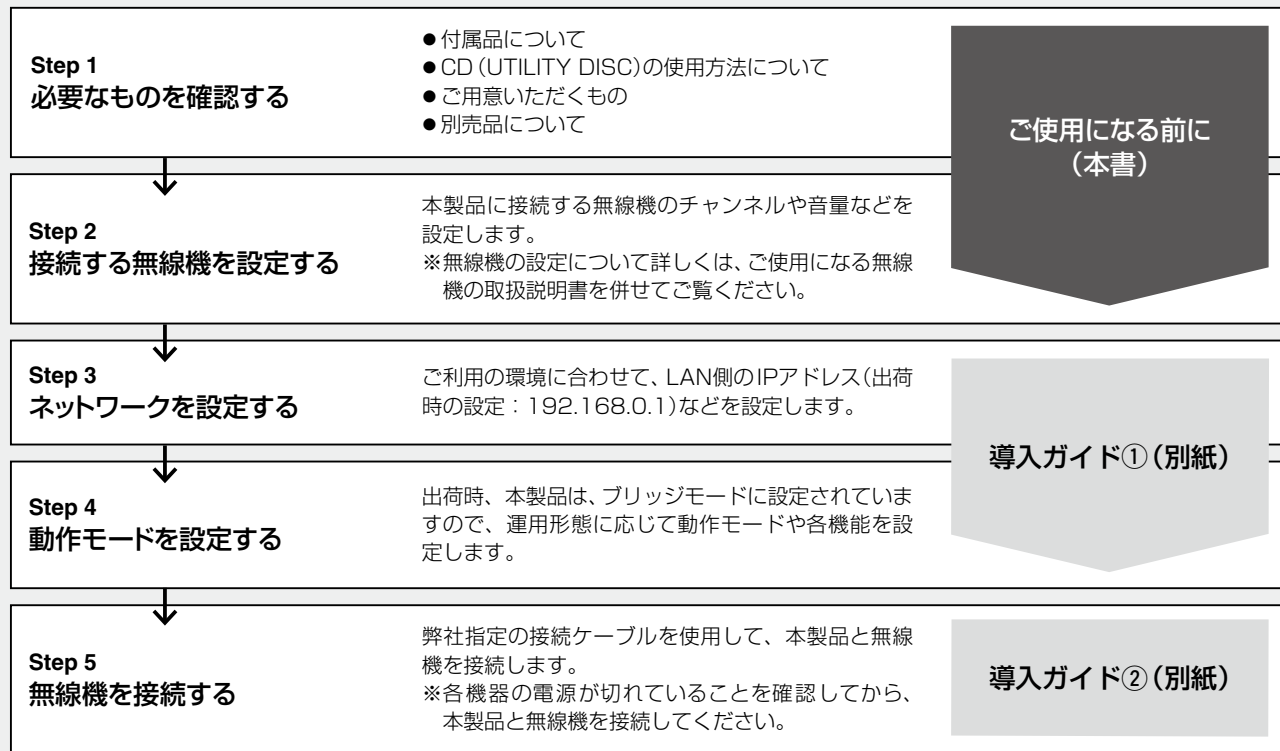 Step 1
必要なものを確認する
●付属品について
●CD(UTILITY DISC)の使用方法について
●ご用意いただくもの
●別売品について
ご使用になる前に
(本書)
Step 2
接続する無線機を設定する
本製品に接続する無線機のチャンネルや音量などを
設定します。
※無線機の設定について詳しくは、ご使用になる無線
機の取扱説明書を併せてご覧ください。
Step 3
ネットワークを設定する
ご利用の環境に合わせて、LAN側のIPアドレス(出荷
時の設定：192.168.0.1)などを設定します。
導入ガイド①(別紙)
Step 4
動作モードを設定する
出荷時、本製品は、ブリッジモードに設定されていま
すので、運用形態に応じて動作モードや各機能を設
定します。
Step 5
無線機を接続する
弊社指定の接続ケーブルを使用して、本製品と無線
機を接続します。
※各機器の電源が切れていることを確認してから、
本製品と無線機を接続してください。
導入ガイド②(別紙)